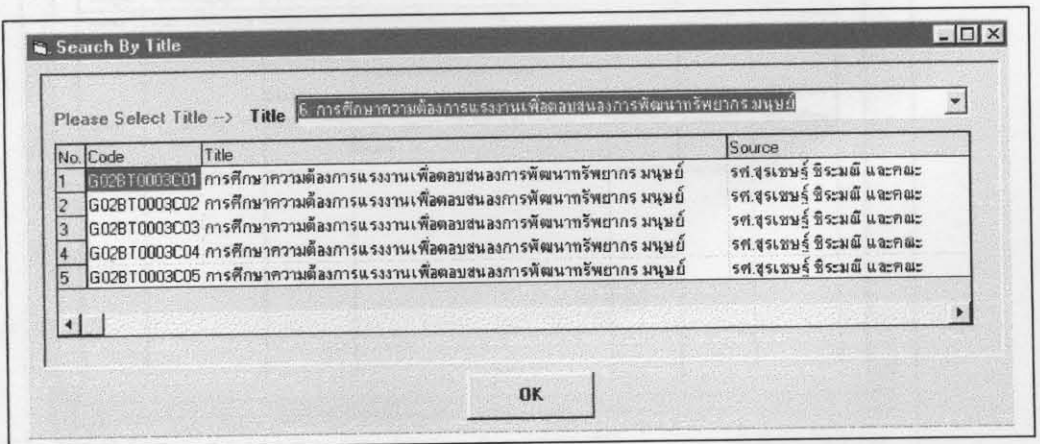 Search By Title
Please Select Title --> Title 6. การศึกษาความต้องการแรงงานเพื่อตอบสนองการพัฒนาทรัพยากร มนุษย์
No. Code Title Source
1 G02BT0003C01 การศึกษาความต้องการแรงงานเพื่อตอบสนองการพัฒนาทรัพยากร มนุษย์ รศ.สุรเชษฐ์ ชิระมณี และคณะ
2 G02BT0003C02 การศึกษาความต้องการแรงงานเพื่อตอบสนองการพัฒนาทรัพยากร มนุษย์ รศ.สุรเชษฐ์ ชิระมณี และคณะ
3 G02BT0003C03 การศึกษาความต้องการแรงงานเพื่อตอบสนองการพัฒนาทรัพยากร มนุษย์ รศ.สุรเชษฐ์ ชิระมณี และคณะ
4 G02BT0003C04 การศึกษาความต้องการแรงงานเพื่อตอบสนองการพัฒนาทรัพยากร มนุษย์ รศ.สุรเชษฐ์ ชิระมณี และคณะ
5 G02BT0003C05 การศึกษาความต้องการแรงงานเพื่อตอบสนองการพัฒนาทรัพยากร มนุษย์ รศ.สุรเชษฐ์ ชิระมณี และคณะ
OK